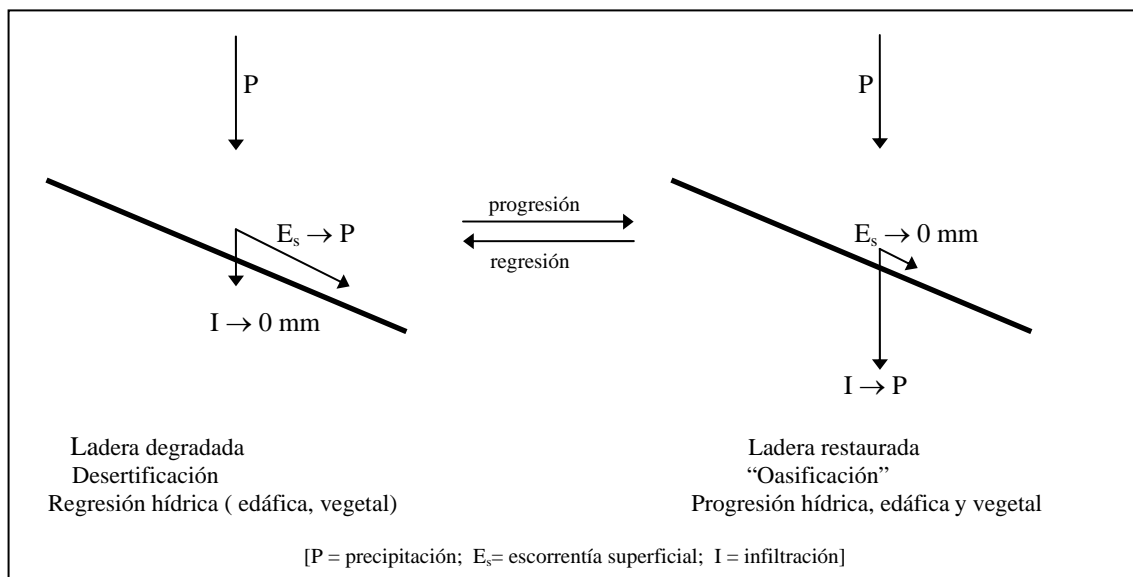 P
P
progresión
regresión
Eₛ → P
Eₛ → 0 mm
I → 0 mm
I → P
Ladera degradada
Desertificación
Regresión hídrica ( edáfica, vegetal)
Ladera restaurada
“Oasificación”
Progresión hídrica, edáfica y vegetal
[P = precipitación; Eₛ= escorrentía superficial; I = infiltración]